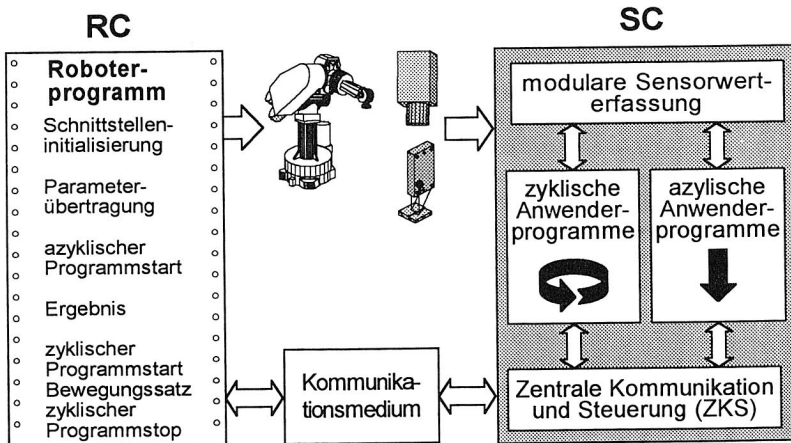 RC
Roboter-
programm
Schnittstellen-
initialisierung
Parameter-
übertragung
azyklischer
Programmstart
Ergebnis
zyklischer
Programmstart
Bewegungssatz
zyklischer
Programmstop
Kommunika-
tionsmedium
SC
modulare Sensorwert-
erfassung
zyklische
Anwender-
programme
azylische
Anwender-
programme
Zentrale Kommunikation
und Steuerung (ZKS)